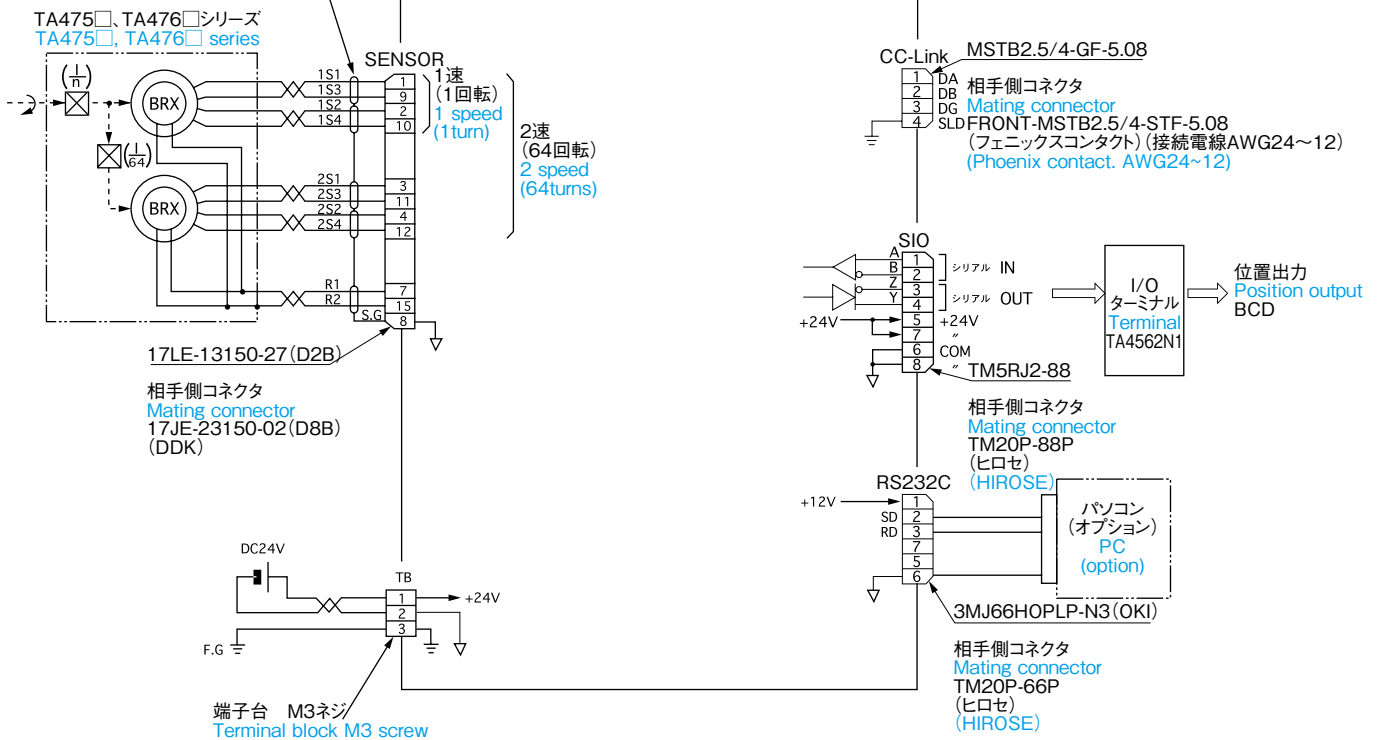 TA475□、TA476□シリーズ
TA475□, TA476□ series
(1/n)
BRX
(1/64)
BRX
SENSOR
1S1
1S3
1S2
1S4
1
9
2
10
1速
(1回転)
1 speed
(1turn)
2速
(64回転)
2 speed
(64turns)
2S1
2S3
2S2
2S4
3
11
4
12
R1
R2
S.G
7
15
8
17LE-13150-27(D2B)
相手側コネクタ
Mating connector
17JE-23150-02(D8B)
(DDK)
DC24V
TB
1
2
3
+24V
F.G
端子台 M3ネジ
Terminal block M3 screw
CC-Link
MSTB2.5/4-GF-5.08
1 DA
2 DB
3 DG
4 SLD
相手側コネクタ
Mating connector
FRONT-MSTB2.5/4-STF-5.08
(フェニックスコンタクト)(接続電線AWG24〜12)
(Phoenix contact. AWG24~12)
SIO
A 1
B 2
Z 3
Y 4
シリアル IN
シリアル OUT
+24V
5 +24V
7 〃
6 COM
8 〃
TM5RJ2-88
相手側コネクタ
Mating connector
TM20P-88P
(ヒロセ)
(HIROSE)
I/O
ターミナル
Terminal
TA4562N1
位置出力
Position output
BCD
RS232C
+12V
1
SD 2
RD 3
7
5
6
パソコン
(オプション)
PC
(option)
3MJ66HOPLP-N3(OKI)
相手側コネクタ
Mating connector
TM20P-66P
(ヒロセ)
(HIROSE)